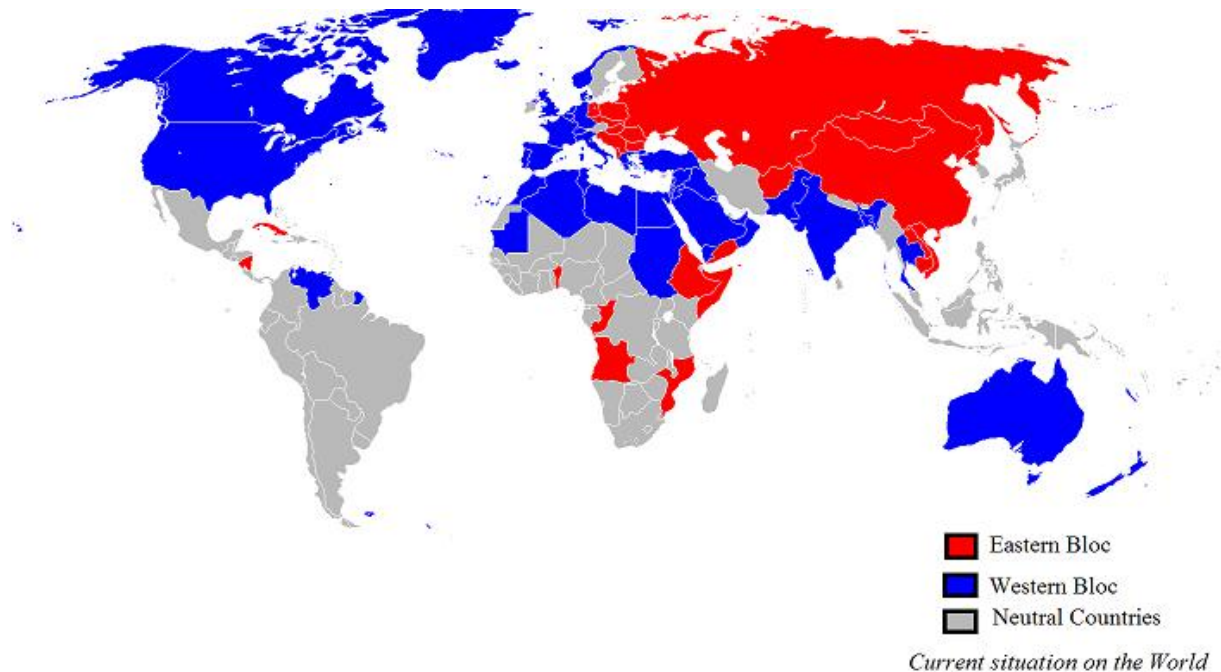 Eastern Bloc
Western Bloc
Neutral Countries
Current situation on the World